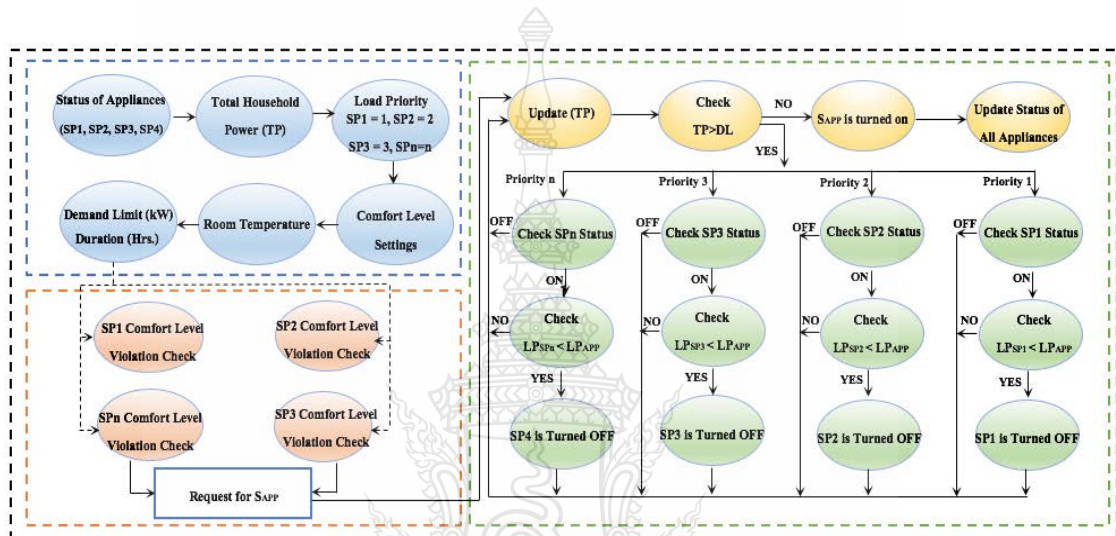 Status of Appliances
(SP1, SP2, SP3, SP4)
Total Household
Power (TP)
Load Priority
SP1 = 1, SP2 = 2
SP3 = 3, SPn=n
Demand Limit (kW)
Duration (Hrs.)
Room Temperature
Comfort Level
Settings
SP1 Comfort Level
Violation Check
SP2 Comfort Level
Violation Check
SPn Comfort Level
Violation Check
SP3 Comfort Level
Violation Check
Request for SAPP
Update (TP)
Check
TP>DL
NO
YES
SAPP is turned on
Update Status of
All Appliances
Priority n
Priority 3
Priority 2
Priority 1
OFF
Check SPn Status
OFF
Check SP3 Status
OFF
Check SP2 Status
OFF
Check SP1 Status
ON
ON
ON
ON
NO
Check
LPSPn < LPAPP
NO
Check
LPSP3 < LPAPP
NO
Check
LPSP2 < LPAPP
NO
Check
LPSP1 < LPAPP
YES
YES
YES
YES
SP4 is Turned OFF
SP3 is Turned OFF
SP2 is Turned OFF
SP1 is Turned OFF